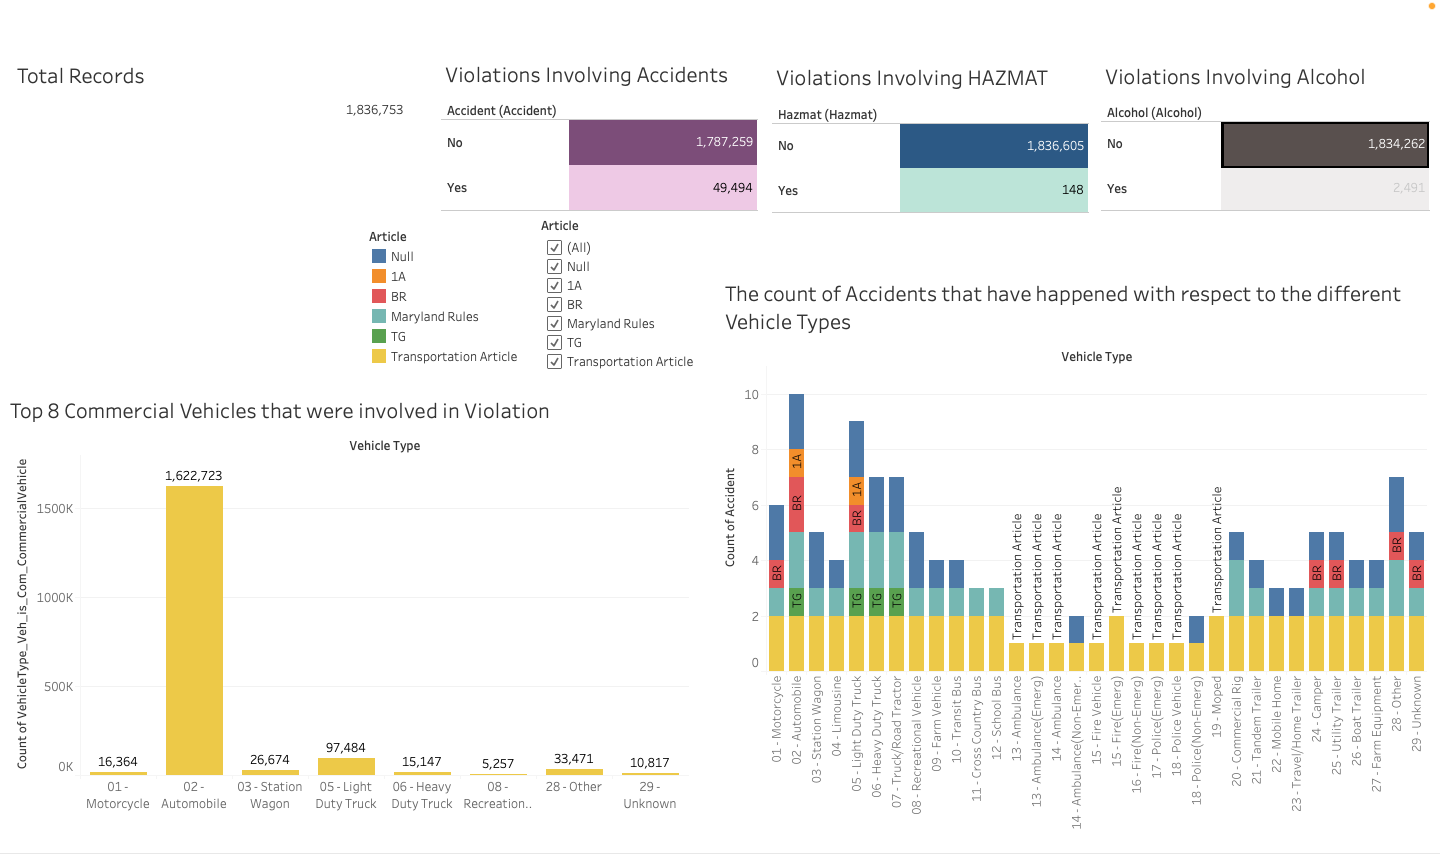 Total Records
1,836,753
Violations Involving Accidents
Accident (Accident)
No 1,787,259
Yes 49,494
Violations Involving HAZMAT
Hazmat (Hazmat)
No 1,836,605
Yes 148
Violations Involving Alcohol
Alcohol (Alcohol)
No 1,834,262
Yes 2,491
Article
Null
1A
BR
Maryland Rules
TG
Transportation Article
Article
(All)
Null
1A
BR
Maryland Rules
TG
Transportation Article
Top 8 Commercial Vehicles that were involved in Violation
Vehicle Type
Count of VehicleType_Veh_is_Com_CommercialVehicle
1500K
1000K
500K
0K
16,364
1,622,723
26,674
97,484
15,147
5,257
33,471
10,817
01 -
Motorcycle
02 -
Automobile
03 - Station
Wagon
05 - Light
Duty Truck
06 - Heavy
Duty Truck
08 -
Recreation..
28 - Other
29 -
Unknown
The count of Accidents that have happened with respect to the different
Vehicle Types
Vehicle Type
Count of Accident
10
8
6
4
2
0
BR
1A
BR
TG
1A
BR
TG
TG
TG
Transportation Article
Transportation Article
Transportation Article
Transportation Article
Transportation Article
Transportation Article
Transportation Article
Transportation Article
Transportation Article
BR
BR
BR
BR
01 - Motorcycle
02 - Automobile
03 - Station Wagon
04 - Limousine
05 - Light Duty Truck
06 - Heavy Duty Truck
07 - Truck/Road Tractor
08 - Recreational Vehicle
09 - Farm Vehicle
10 - Transit Bus
11 - Cross Country Bus
12 - School Bus
13 - Ambulance
13 - Ambulance(Emerg)
14 - Ambulance
14 - Ambulance(Non-Emer..
15 - Fire Vehicle
15 - Fire(Emerg)
16 - Fire(Non-Emerg)
17 - Police(Emerg)
18 - Police Vehicle
18 - Police(Non-Emerg)
19 - Moped
20 - Commercial Rig
21 - Tandem Trailer
22 - Mobile Home
23 - Travel/Home Trailer
24 - Camper
25 - Utility Trailer
26 - Boat Trailer
27 - Farm Equipment
28 - Other
29 - Unknown